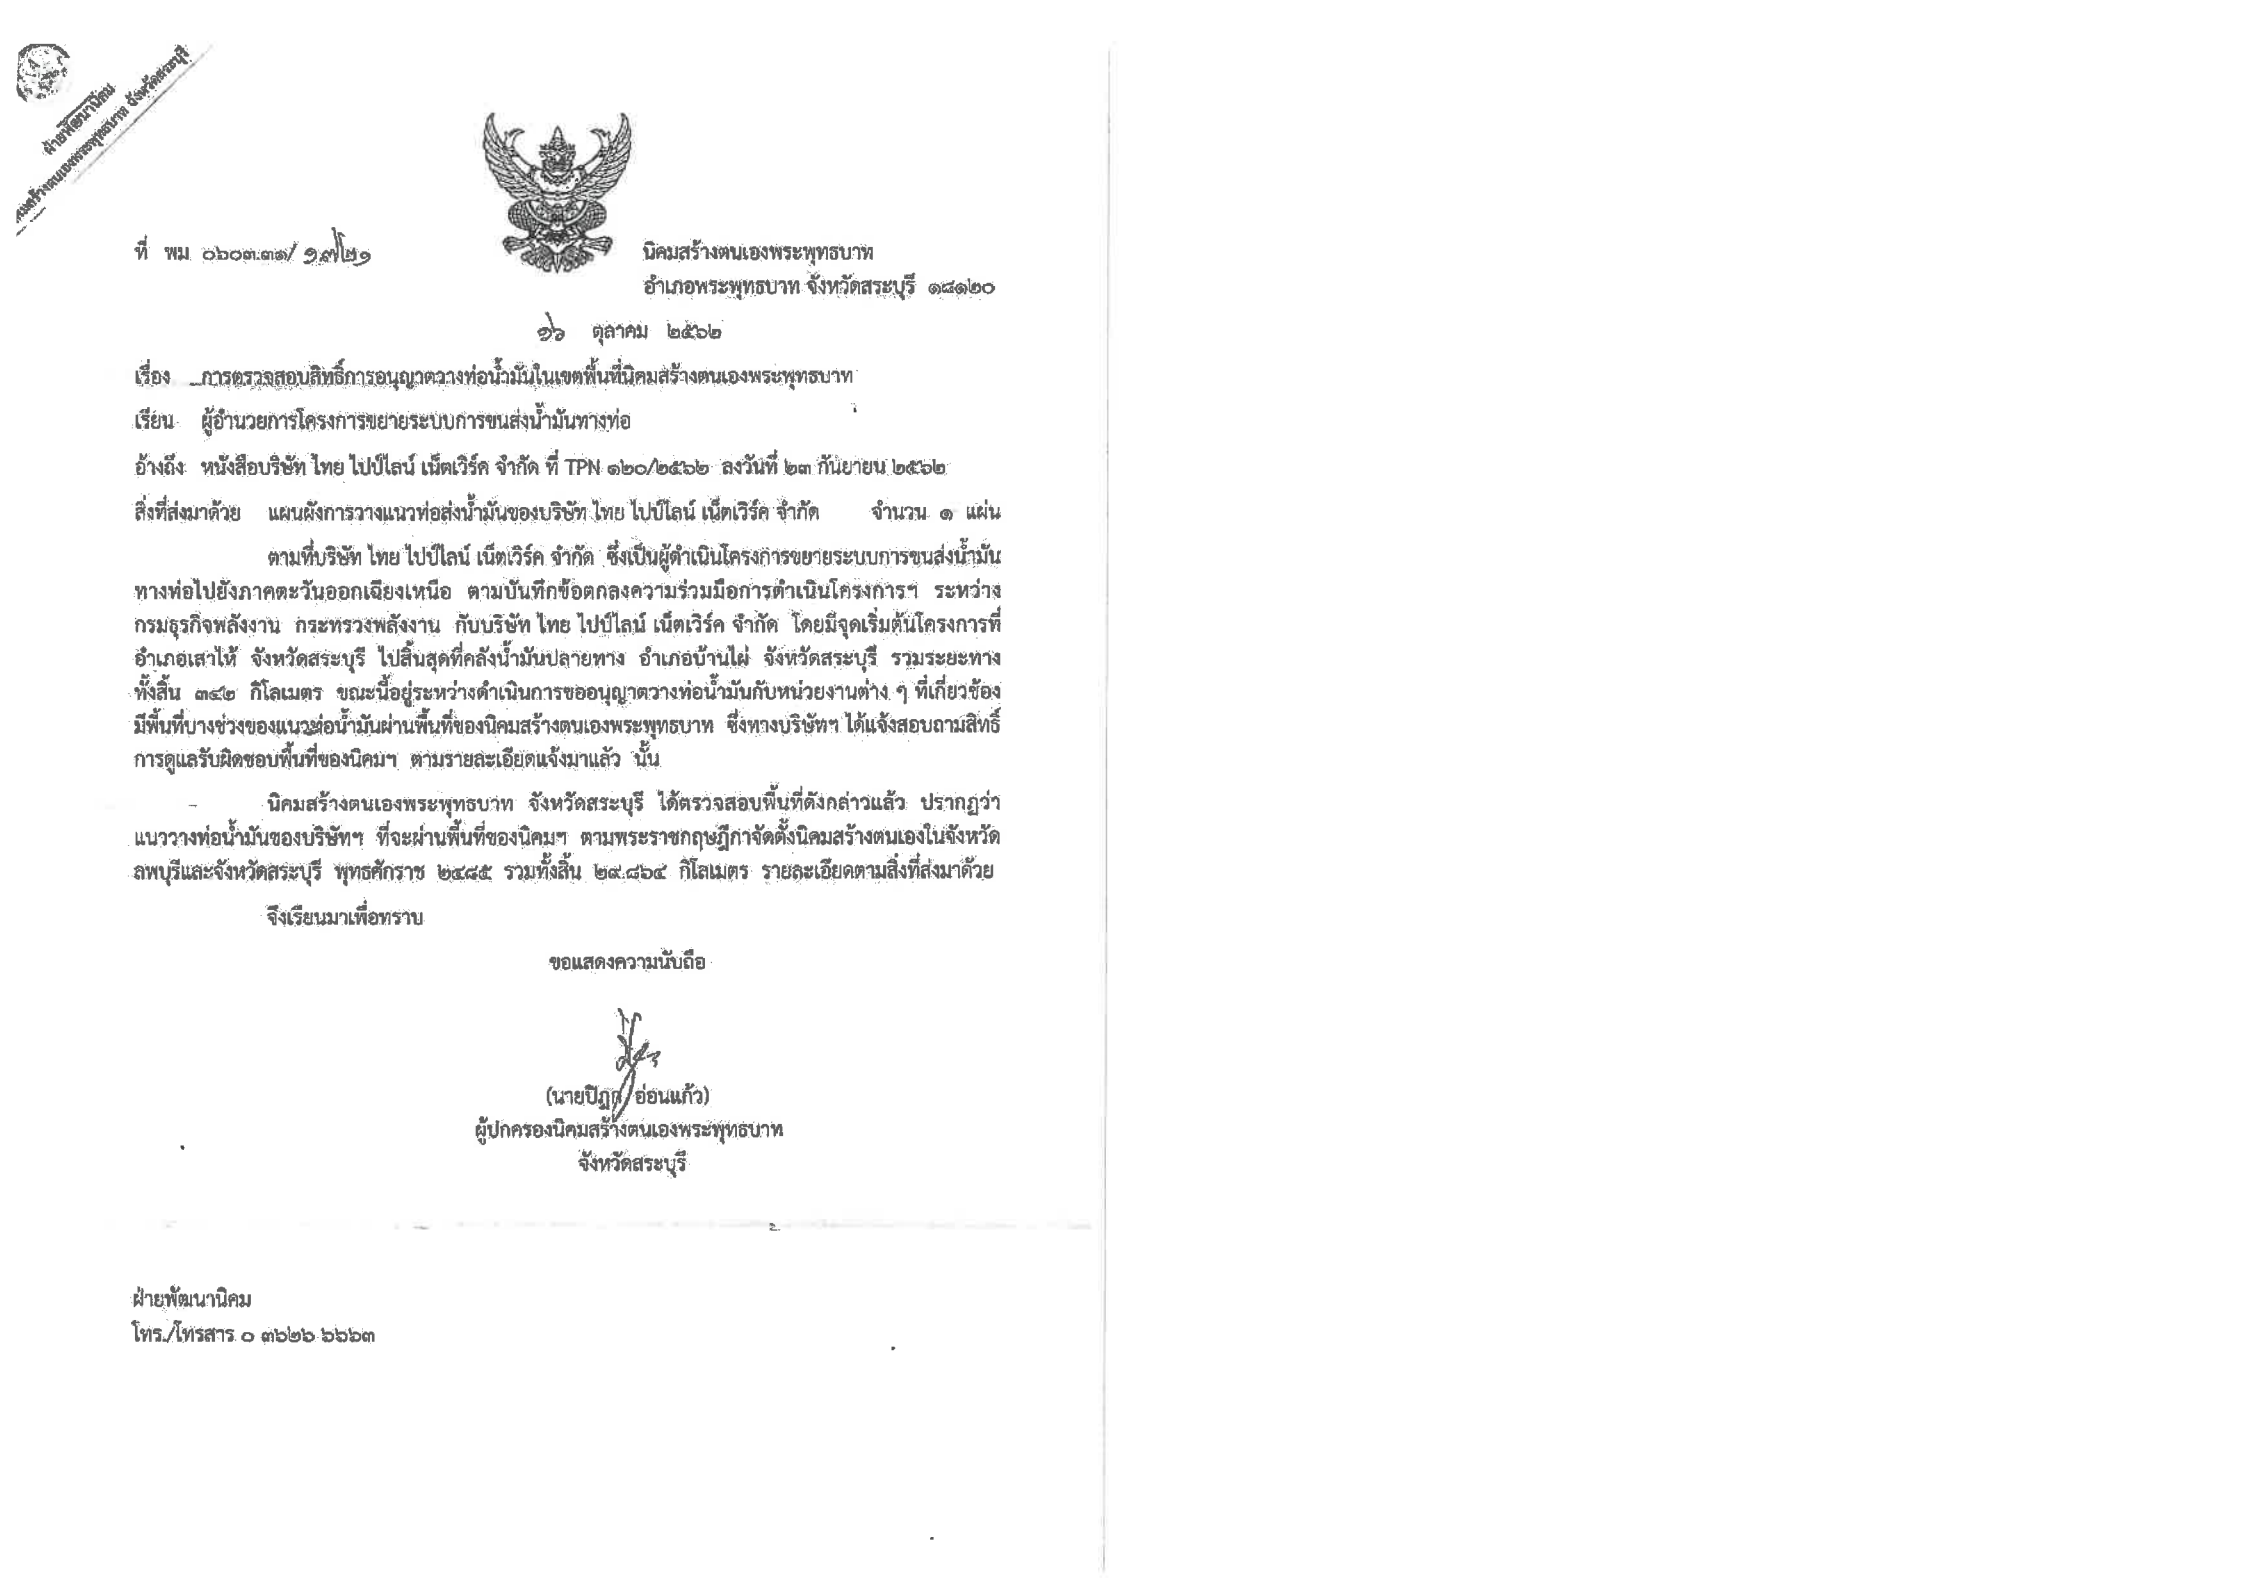 ฝ่ายพัฒนานิคม
สร้างตนเองพระพุทธบาท จังหวัดสระบุรี
ที่ พม ๐๖๐๓.๓๑/
นิคมสร้างตนเองพระพุทธบาท
อำเภอพระพุทธบาท จังหวัดสระบุรี ๑๘๑๒๐
๑๖ ตุลาคม ๒๕๖๒
เรื่อง การตรวจสอบสิทธิ์การอนุญาตวางท่อน้ำมันในเขตพื้นที่นิคมสร้างตนเองพระพุทธบาท
เรียน ผู้อำนวยการโครงการขยายระบบการขนส่งน้ำมันทางท่อ
อ้างถึง หนังสือบริษัท ไทย ไปป์ไลน์ เน็ตเวิร์ค จำกัด ที่ TPN ๑๒๐/๒๕๖๒ ลงวันที่ ๒๓ กันยายน ๒๕๖๒
สิ่งที่ส่งมาด้วย แผนผังการวางแนวท่อส่งน้ำมันของบริษัท ไทย ไปป์ไลน์ เน็ตเวิร์ค จำกัด จำนวน ๑ แผ่น
ตามที่บริษัท ไทย ไปป์ไลน์ เน็ตเวิร์ค จำกัด ซึ่งเป็นผู้ดำเนินโครงการขยายระบบการขนส่งน้ำมัน
ทางท่อไปยังภาคตะวันออกเฉียงเหนือ ตามบันทึกข้อตกลงความร่วมมือการดำเนินโครงการฯ ระหว่าง
กรมธุรกิจพลังงาน กระทรวงพลังงาน กับบริษัท ไทย ไปป์ไลน์ เน็ตเวิร์ค จำกัด โดยมีจุดเริ่มต้นโครงการที่
อำเภอเสาไห้ จังหวัดสระบุรี ไปสิ้นสุดที่คลังน้ำมันปลายทาง อำเภอบ้านไผ่ จังหวัดสระบุรี รวมระยะทาง
ทั้งสิ้น ๓๔๒ กิโลเมตร ขณะนี้อยู่ระหว่างดำเนินการขออนุญาตวางท่อน้ำมันกับหน่วยงานต่าง ๆ ที่เกี่ยวข้อง
มีพื้นที่บางช่วงของแนวท่อน้ำมันผ่านพื้นที่ของนิคมสร้างตนเองพระพุทธบาท ซึ่งทางบริษัทฯ ได้แจ้งสอบถามสิทธิ์
การดูแลรับผิดชอบพื้นที่ของนิคมฯ ตามรายละเอียดแจ้งมาแล้ว นั้น
นิคมสร้างตนเองพระพุทธบาท จังหวัดสระบุรี ได้ตรวจสอบพื้นที่ดังกล่าวแล้ว ปรากฏว่า
แนววางท่อน้ำมันของบริษัทฯ ที่จะผ่านพื้นที่ของนิคมฯ ตามพระราชกฤษฎีกาจัดตั้งนิคมสร้างตนเองในจังหวัด
ลพบุรีและจังหวัดสระบุรี พุทธศักราช ๒๔๘๕ รวมทั้งสิ้น ๒๙.๘๖๔ กิโลเมตร รายละเอียดตามสิ่งที่ส่งมาด้วย
จึงเรียนมาเพื่อทราบ
ขอแสดงความนับถือ
(นายปิฎก อ่อนแก้ว)
ผู้ปกครองนิคมสร้างตนเองพระพุทธบาท
จังหวัดสระบุรี
ฝ่ายพัฒนานิคม
โทร./โทรสาร ๐ ๓๖๒๖ ๖๖๖๓